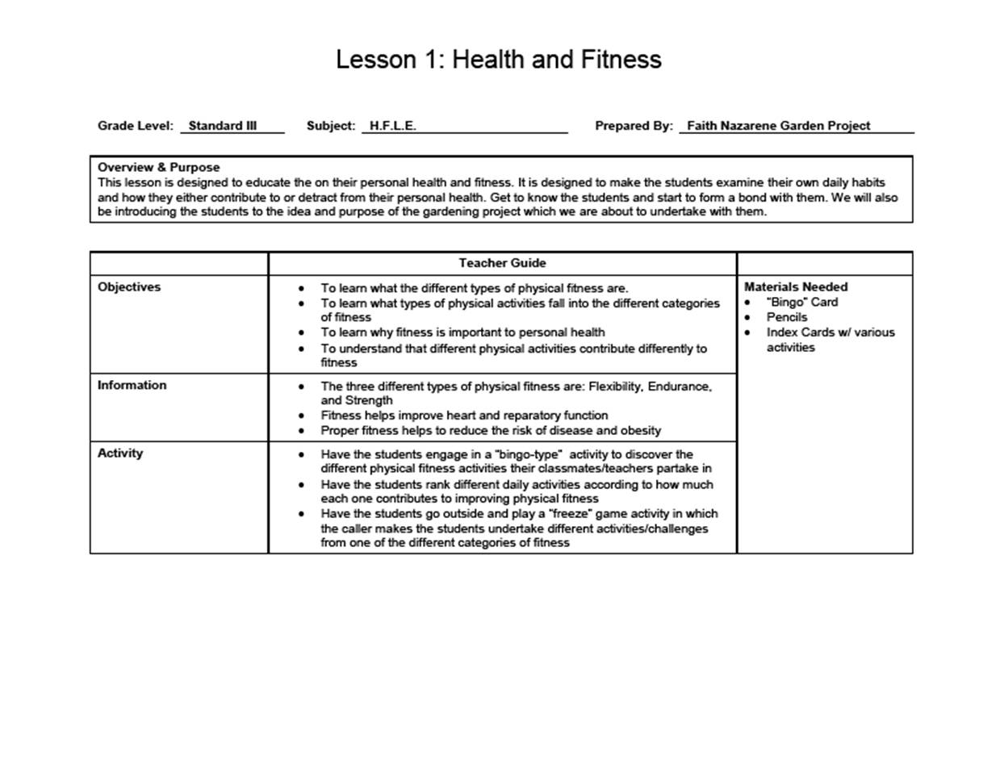 Lesson 1: Health and Fitness
Grade Level: Standard III Subject: H.F.L.E. Prepared By: Faith Nazarene Garden Project
Overview & Purpose
This lesson is designed to educate the on their personal health and fitness. It is designed to make the students examine their own daily habits
and how they either contribute to or detract from their personal health. Get to know the students and start to form a bond with them. We will also
be introducing the students to the idea and purpose of the gardening project which we are about to undertake with them.
Teacher Guide
Objectives
• To learn what the different types of physical fitness are.
• To learn what types of physical activities fall into the different categories
of fitness
• To learn why fitness is important to personal health
• To understand that different physical activities contribute differently to
fitness
Materials Needed
• "Bingo" Card
• Pencils
• Index Cards w/ various
activities
Information
• The three different types of physical fitness are: Flexibility, Endurance,
and Strength
• Fitness helps improve heart and reparatory function
• Proper fitness helps to reduce the risk of disease and obesity
Activity
• Have the students engage in a "bingo-type" activity to discover the
different physical fitness activities their classmates/teachers partake in
• Have the students rank different daily activities according to how much
each one contributes to improving physical fitness
• Have the students go outside and play a "freeze" game activity in which
the caller makes the students undertake different activities/challenges
from one of the different categories of fitness